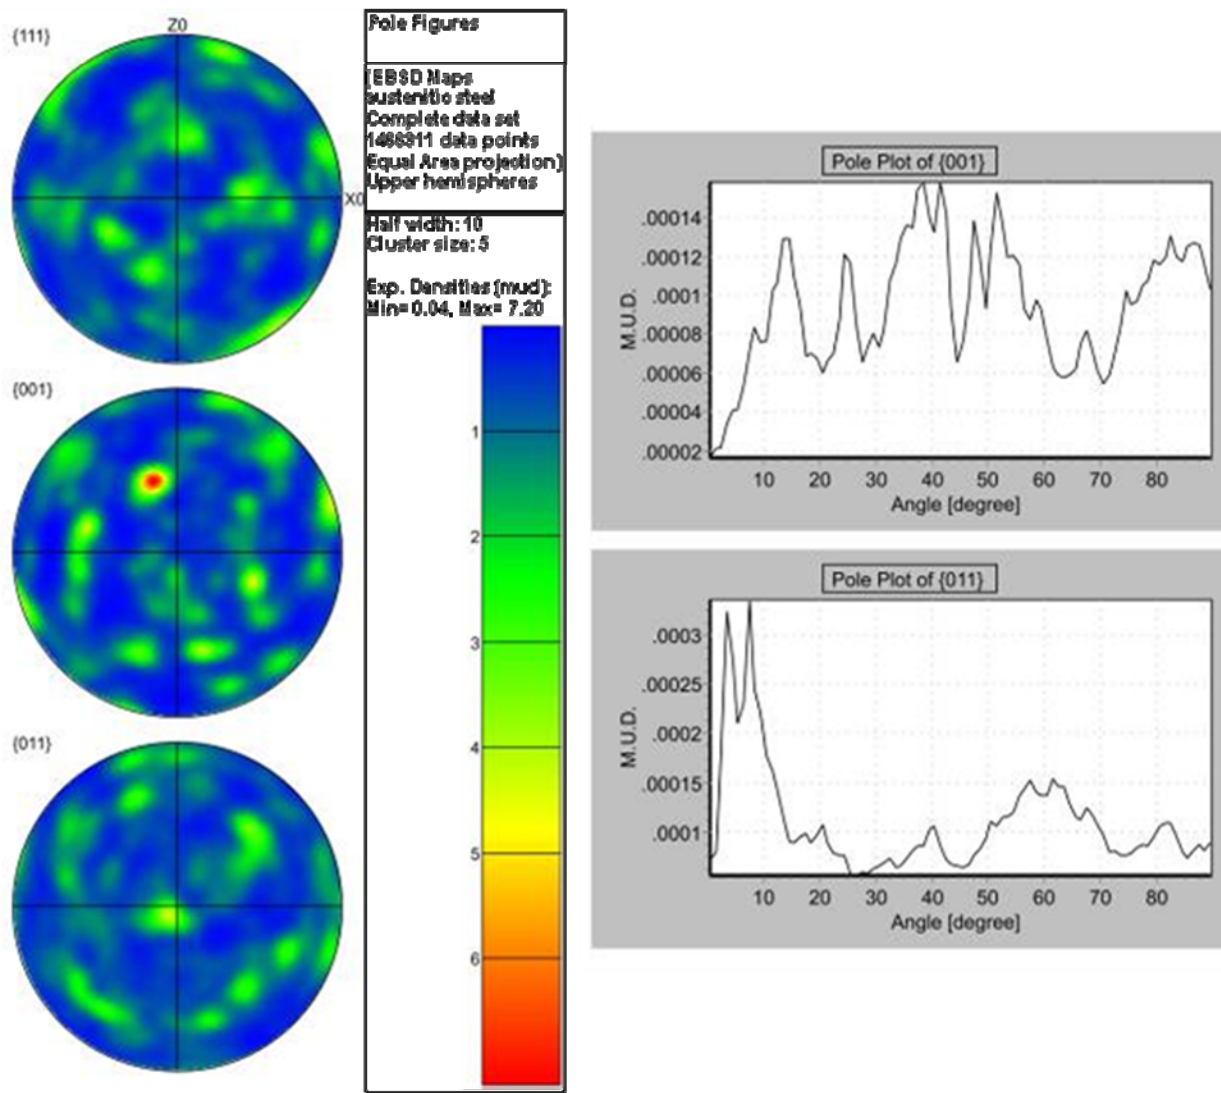 {111}
Z0
X0
{001}
{011}
Pole Figures
[EBSD Maps
austenitic steel
Complete data set
1466311 data points
Equal Area projection]
Upper hemispheres
Half width: 10
Cluster size: 5
Exp. Densities (mud):
Min= 0.04, Max= 7.20
1
2
3
4
5
6
Pole Plot of {001}
M.U.D.
.00014
.00012
.0001
.00008
.00006
.00004
.00002
10 20 30 40 50 60 70 80
Angle [degree]
Pole Plot of {011}
M.U.D.
.0003
.00025
.0002
.00015
.0001
10 20 30 40 50 60 70 80
Angle [degree]